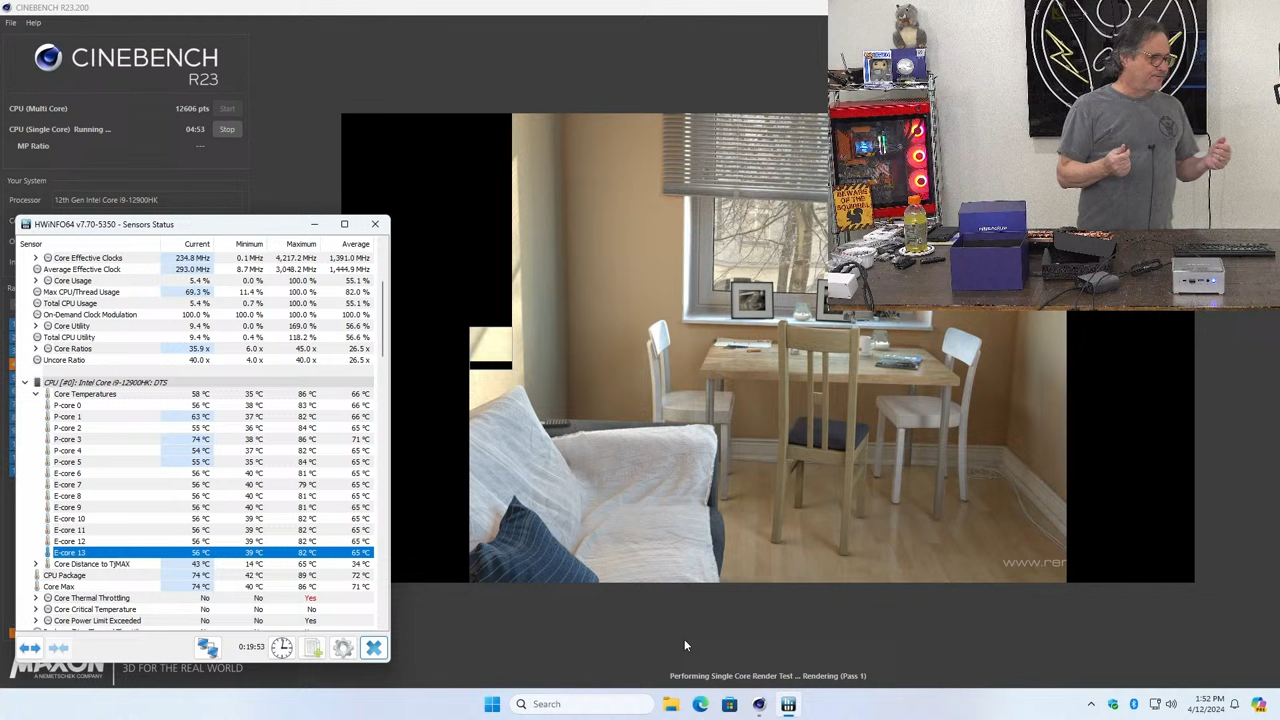 CINEBENCH R23.200
File Help
CINEBENCH
R23
CPU (Multi Core) 12606 pts Start
CPU (Single Core) Running ... 04:53 Stop
MP Ratio ---
Your System
Processor 12th Gen Intel Core i9-12900HK
HWiNFO64 v7.70-5350 - Sensors Status
Sensor Current Minimum Maximum Average
Core Effective Clocks 234.8 MHz 0.1 MHz 4,217.2 MHz 1,391.0 MHz
Average Effective Clock 293.0 MHz 8.7 MHz 3,048.2 MHz 1,444.9 MHz
Core Usage 5.4 % 0.0 % 100.0 % 55.1 %
Max CPU/Thread Usage 69.3 % 11.4 % 100.0 % 82.0 %
Total CPU Usage 5.4 % 0.7 % 100.0 % 55.1 %
On-Demand Clock Modulation 100.0 % 100.0 % 100.0 % 100.0 %
Core Utility 9.4 % 0.0 % 169.0 % 56.6 %
Total CPU Utility 9.4 % 0.4 % 118.2 % 56.6 %
Core Ratios 35.9 x 6.0 x 45.0 x 26.5 x
Uncore Ratio 40.0 x 4.0 x 40.0 x 26.5 x
CPU [#0]: Intel Core i9-12900HK: DTS
Core Temperatures 58 °C 35 °C 86 °C 66 °C
P-core 0 56 °C 38 °C 83 °C 66 °C
P-core 1 63 °C 37 °C 82 °C 66 °C
P-core 2 55 °C 36 °C 84 °C 65 °C
P-core 3 74 °C 38 °C 86 °C 71 °C
P-core 4 54 °C 37 °C 82 °C 65 °C
P-core 5 55 °C 35 °C 84 °C 65 °C
E-core 6 56 °C 40 °C 81 °C 65 °C
E-core 7 56 °C 40 °C 79 °C 65 °C
E-core 8 56 °C 40 °C 81 °C 65 °C
E-core 9 56 °C 40 °C 81 °C 65 °C
E-core 10 56 °C 39 °C 82 °C 65 °C
E-core 11 56 °C 39 °C 82 °C 65 °C
E-core 12 56 °C 39 °C 82 °C 65 °C
E-core 13 56 °C 39 °C 82 °C 65 °C
Core Distance to TjMAX 43 °C 14 °C 65 °C 34 °C
CPU Package 74 °C 42 °C 89 °C 72 °C
Core Max 74 °C 40 °C 86 °C 71 °C
Core Thermal Throttling No No Yes
Core Critical Temperature No No No
Core Power Limit Exceeded No No Yes
0:19:53
MAXON
A NEMETSCHEK COMPANY
3D FOR THE REAL WORLD
BEWARE
OF THE
SQUIRREL
www.ren
Performing Single Core Render Test ... Rendering (Pass 1)
Search
1:52 PM
4/12/2024